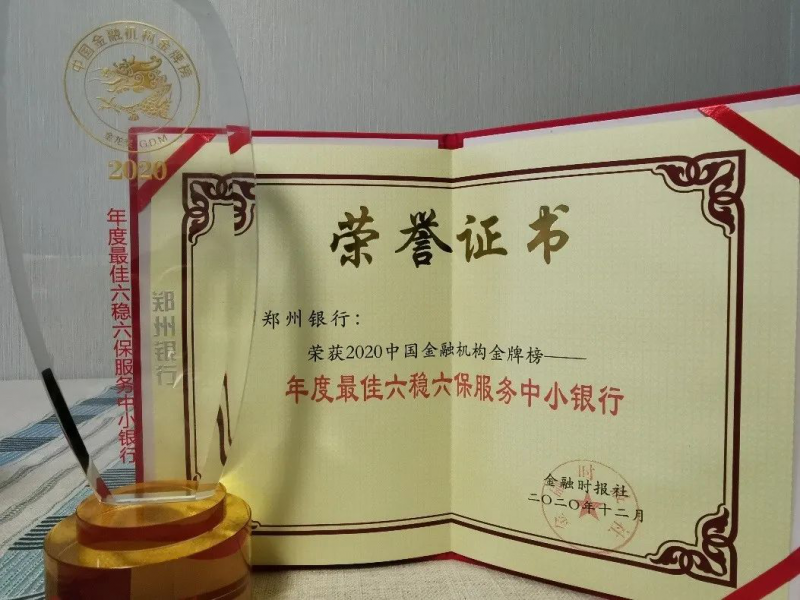 中国金融机构金牌榜
金龙奖 G.D.M
2020
年度最佳六稳六保服务中小银行
郑州银行
荣誉证书
郑州银行：
荣获2020中国金融机构金牌榜——
年度最佳六稳六保服务中小银行
金融时报社
二〇二〇年十二月